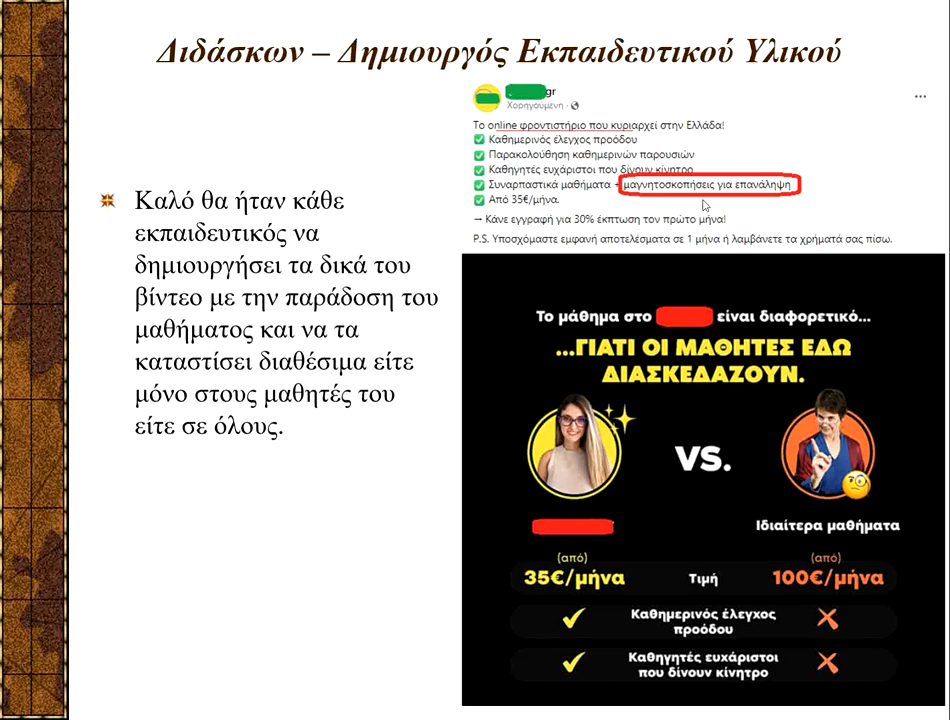 Διδάσκων – Δημιουργός Εκπαιδευτικού Υλικού
Καλό θα ήταν κάθε
εκπαιδευτικός να
δημιουργήσει τα δικά του
βίντεο με την παράδοση του
μαθήματος και να τα
καταστίσει διαθέσιμα είτε
μόνο στους μαθητές του
είτε σε όλους.
gr
Χορηγούμενη ·
Το online φροντιστήριο που κυριαρχεί στην Ελλάδα!
✅ Καθημερινός έλεγχος προόδου
✅ Παρακολούθηση καθημερινών παρουσιών
✅ Καθηγητές ευχάριστοι που δίνουν κίνητρο
✅ Συναρπαστικά μαθήματα + μαγνητοσκοπήσεις για επανάληψη
✅ Από 35€/μήνα.
→ Κάνε εγγραφή για 30% έκπτωση τον πρώτο μήνα!
P.S. Υποσχόμαστε εμφανή αποτελέσματα σε 1 μήνα ή λαμβάνετε τα χρήματά σας πίσω.
Το μάθημα στο είναι διαφορετικό...
...ΓΙΑΤΙ ΟΙ ΜΑΘΗΤΕΣ ΕΔΩ
ΔΙΑΣΚΕΔΑΖΟΥΝ.
VS.
Ιδιαίτερα μαθήματα
(από) (από)
35€/μήνα Τιμή 100€/μήνα
Καθημερινός έλεγχος
προόδου
Καθηγητές ευχάριστοι
που δίνουν κίνητρο